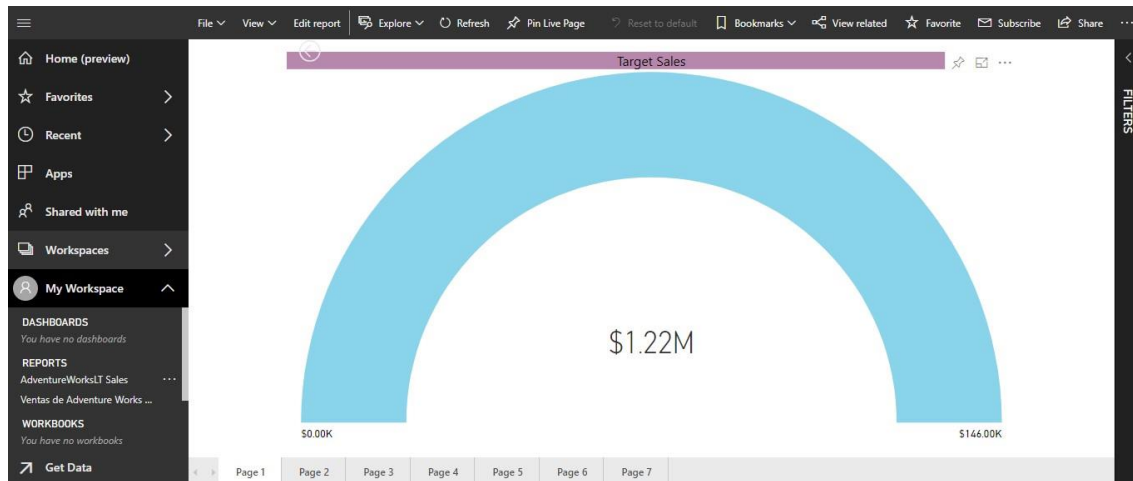 File View Edit report Explore Refresh Pin Live Page Reset to default Bookmarks View related Favorite Subscribe Share ...
Home (preview)
Favorites
Recent
Apps
Shared with me
Workspaces
My Workspace
DASHBOARDS
You have no dashboards
REPORTS
AdventureWorksLT Sales ...
Ventas de Adventure Works ...
WORKBOOKS
You have no workbooks
Get Data
Target Sales
$1.22M
$0.00K $146.00K
FILTERS
Page 1 Page 2 Page 3 Page 4 Page 5 Page 6 Page 7